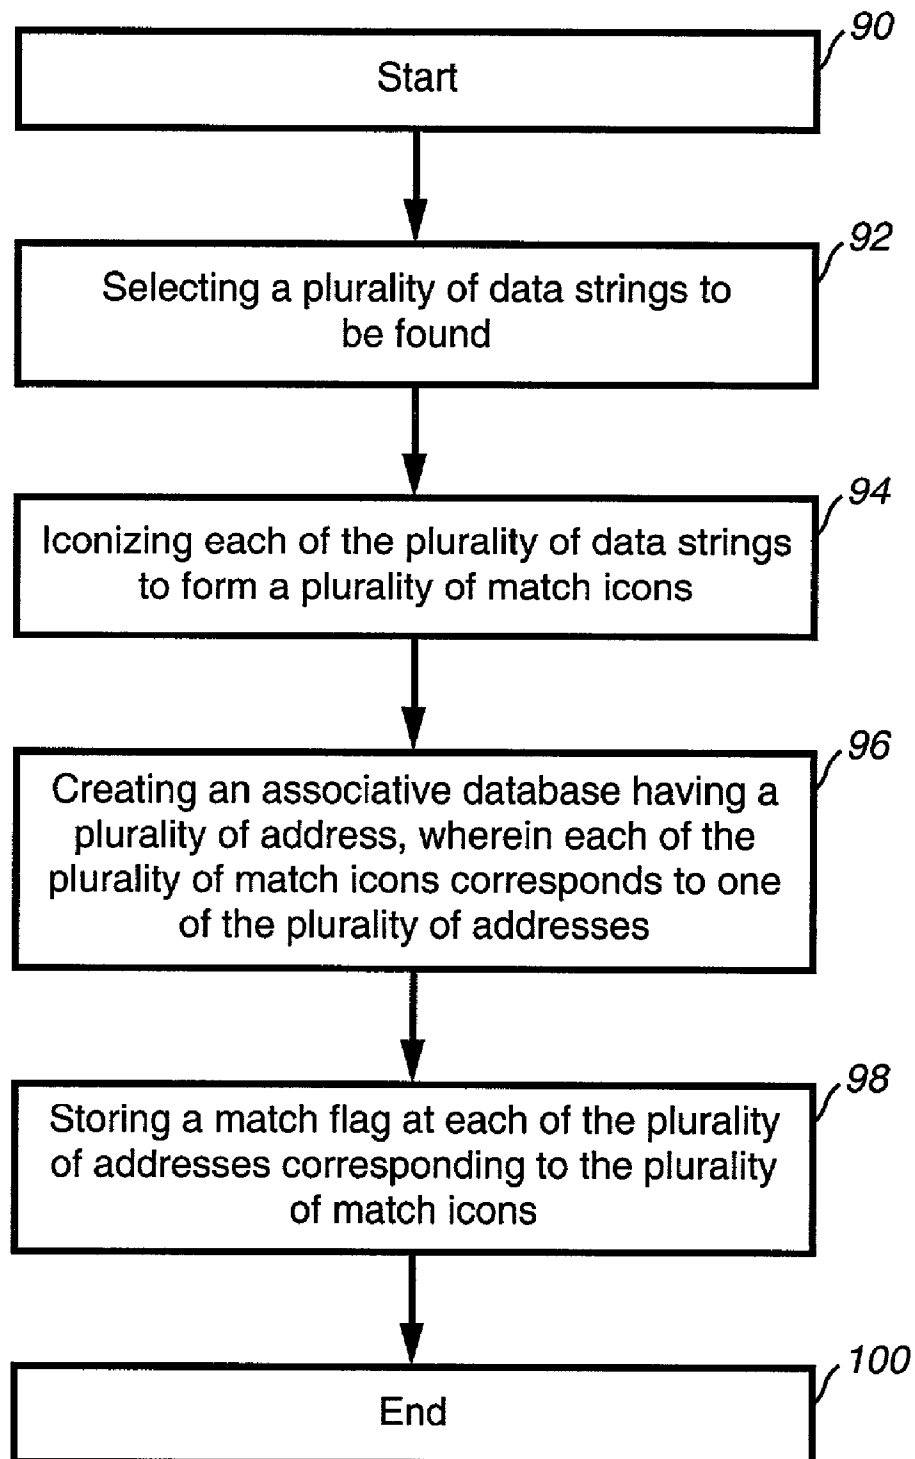 90
Start
92
Selecting a plurality of data strings to
be found
94
Iconizing each of the plurality of data strings
to form a plurality of match icons
96
Creating an associative database having a
plurality of address, wherein each of the
plurality of match icons corresponds to one
of the plurality of addresses
98
Storing a match flag at each of the plurality
of addresses corresponding to the plurality
of match icons
100
End